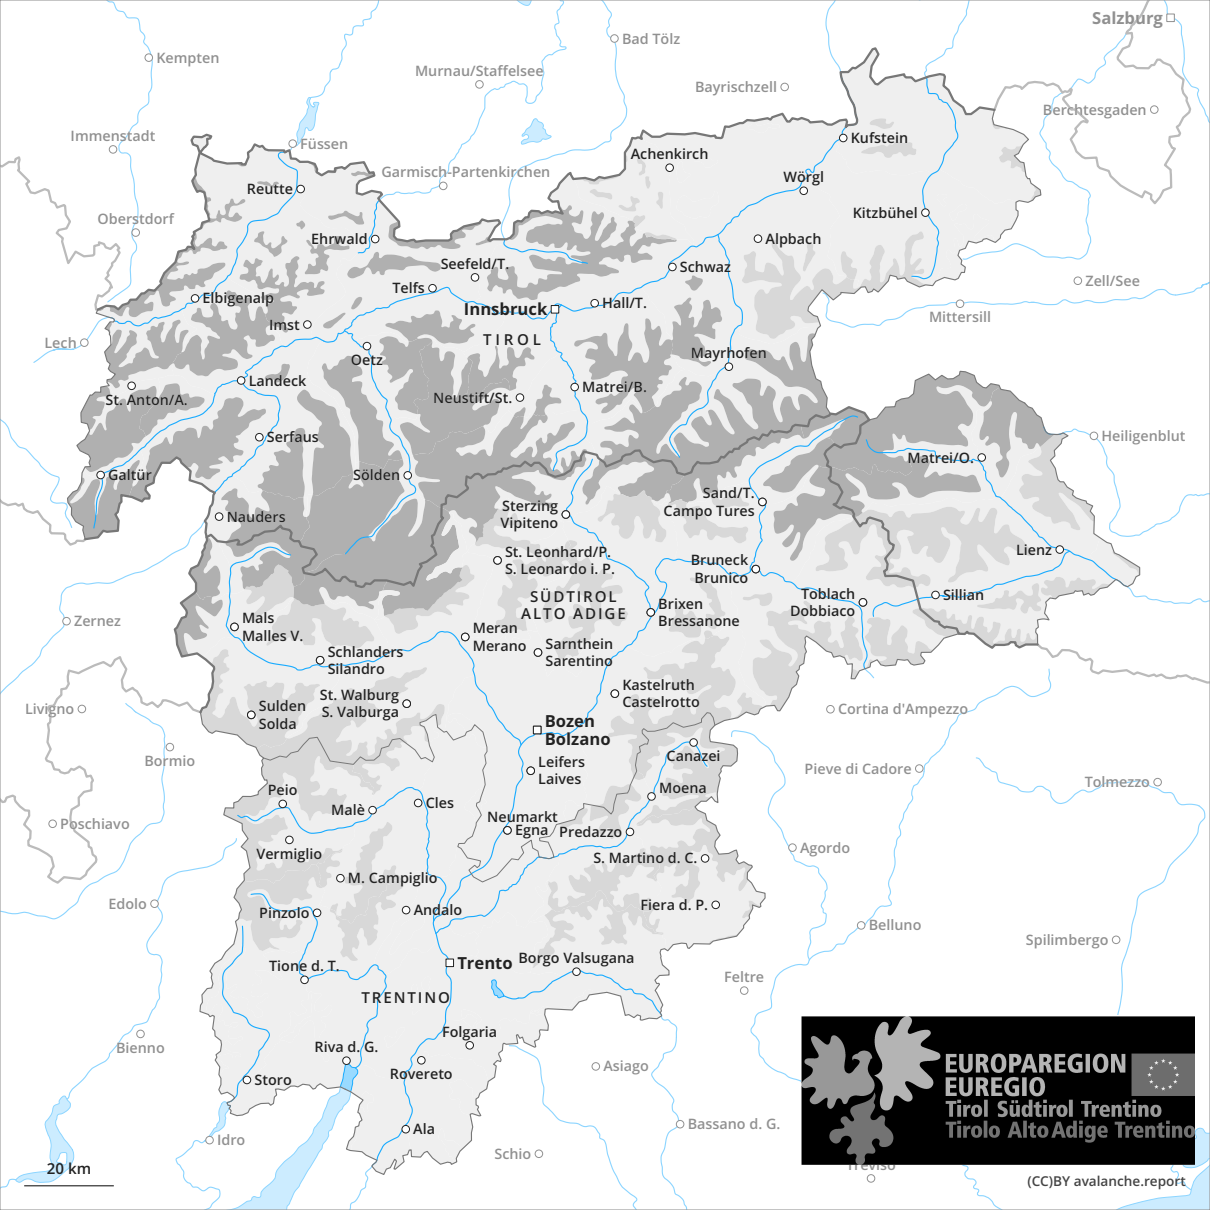 Salzburg
Bad Tölz
Kempten
Murnau/Staffelsee
Bayrischzell
Berchtesgaden
Immenstadt
Füssen
Kufstein
Achenkirch
Garmisch-Partenkirchen
Wörgl
Reutte
Oberstdorf
Kitzbühel
Ehrwald
Alpbach
Seefeld/T.
Schwaz
Zell/See
Telfs
Elbigenalp
Hall/T.
Innsbruck
Mittersill
Imst
TIROL
Lech
Oetz
Mayrhofen
Landeck
Matrei/B.
St. Anton/A.
Neustift/St.
Serfaus
Heiligenblut
Matrei/O.
Galtür
Sölden
Sand/T.
Campo Tures
Sterzing
Vipiteno
Nauders
Lienz
St. Leonhard/P.
S. Leonardo i. P.
Bruneck
Brunico
Sillian
Toblach
Dobbiaco
SÜDTIROL
ALTO ADIGE
Brixen
Bressanone
Zernez
Mals
Malles V.
Meran
Merano
Sarnthein
Sarentino
Schlanders
Silandro
Kastelruth
Castelrotto
St. Walburg
S. Valburga
Livigno
Sulden
Solda
Cortina d'Ampezzo
Bozen
Bolzano
Bormio
Canazei
Leifers
Laives
Pieve di Cadore
Tolmezzo
Peio
Moena
Malè
Cles
Neumarkt
Egna
Predazzo
Poschiavo
Vermiglio
S. Martino d. C.
Agordo
M. Campiglio
Edolo
Pinzolo
Andalo
Fiera d. P.
Belluno
Spilimbergo
Trento
Borgo Valsugana
Tione d. T.
Feltre
TRENTINO
Folgaria
Bienno
Riva d. G.
Rovereto
Asiago
Storo
EUROPAREGION
EUREGIO
Tirol Südtirol Trentino
Tirolo Alto Adige Trentino
Ala
Idro
Bassano d. G.
Schio
Treviso
20 km
(CC)BY avalanche.report